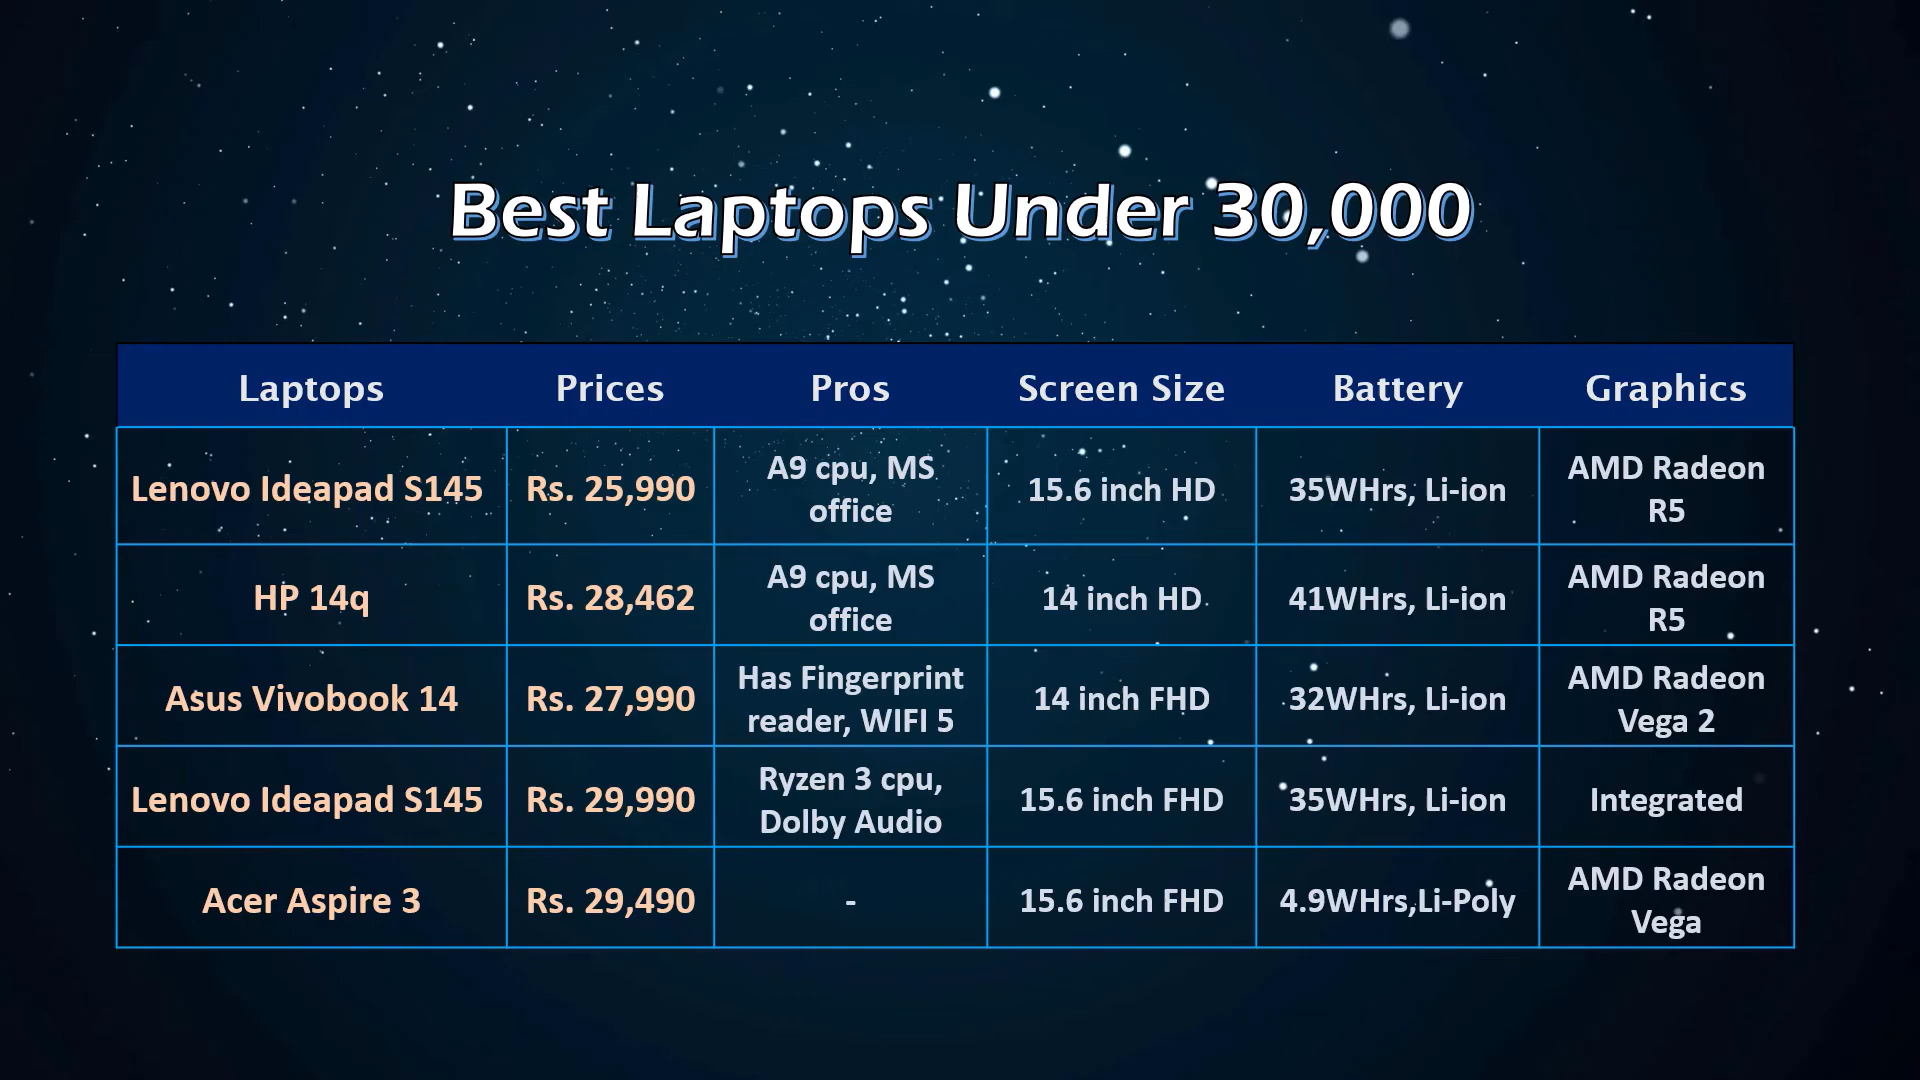 Best Laptops Under 30,000
Laptops Prices Pros Screen Size Battery Graphics
Lenovo Ideapad S145 Rs. 25,990 A9 cpu, MS office 15.6 inch HD 35WHrs, Li-ion AMD Radeon R5
HP 14q Rs. 28,462 A9 cpu, MS office 14 inch HD 41WHrs, Li-ion AMD Radeon R5
Asus Vivobook 14 Rs. 27,990 Has Fingerprint reader, WIFI 5 14 inch FHD 32WHrs, Li-ion AMD Radeon Vega 2
Lenovo Ideapad S145 Rs. 29,990 Ryzen 3 cpu, Dolby Audio 15.6 inch FHD 35WHrs, Li-ion Integrated
Acer Aspire 3 Rs. 29,490 - 15.6 inch FHD 4.9WHrs,Li-Poly AMD Radeon Vega